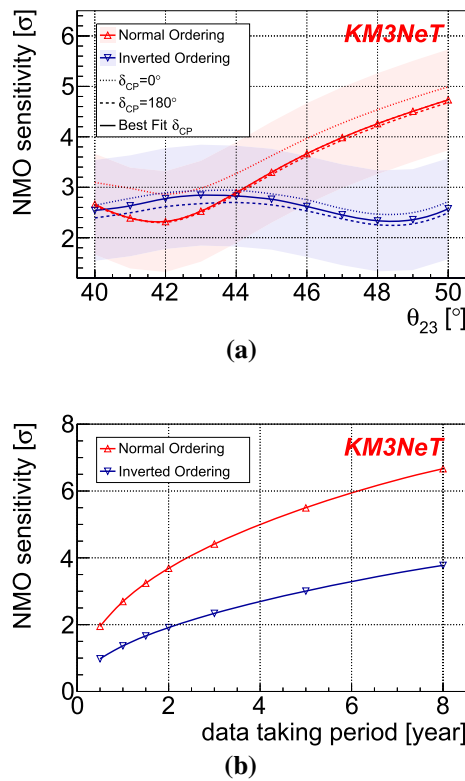 KM3NeT
NMO sensitivity [σ]
Normal Ordering
Inverted Ordering
δCP=0°
δCP=180°
Best Fit δCP
6
5
4
3
2
40 42 44 46 48 50
θ23 [°]
(a)
KM3NeT
NMO sensitivity [σ]
Normal Ordering
Inverted Ordering
8
6
4
2
0
0 2 4 6 8
data taking period [year]
(b)